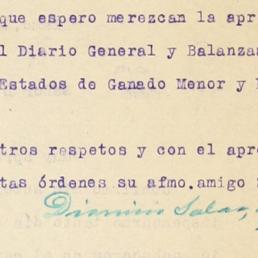 que espero merezcan la apr
l Diario General y Balanza
Estados de Ganado Menor y
tros respetos y con el apre
tas órdenes su afmo. amigo